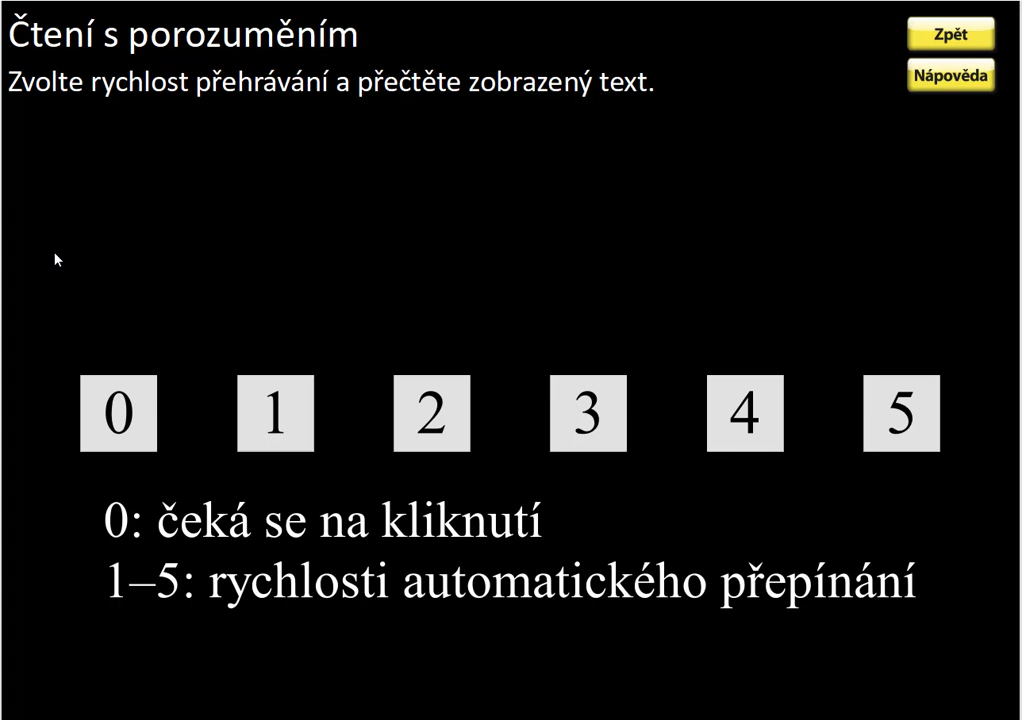 Čtení s porozuměním
Zpět
Zvolte rychlost přehrávání a přečtěte zobrazený text.
Nápověda
0 1 2 3 4 5
0: čeká se na kliknutí
1–5: rychlosti automatického přepínání